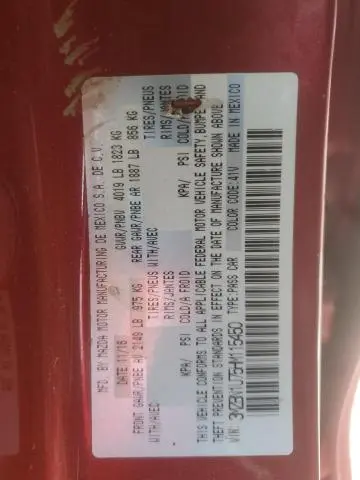 MFD BY MAZDA MOTOR MANUFACTURING DE MEXICO S.A. DE C.V.
DATE 11/16 GVWR/PNBV 4019 LB 1823 KG
FRONT GAWR/PNBE AV 2149 LB 975 KG REAR GAWR/PNBE AR 1887 LB 856 KG
WITH/AVEC TIRES/PNEUS WITH/AVEC TIRES/PNEUS
RIMS/JANTES RIMS/JANTES
KPA/ PSI COLD/A FROID KPA/ PSI COLD/A FROID
THIS VEHICLE CONFORMS TO ALL APPLICABLE FEDERAL MOTOR VEHICLE SAFETY, BUMPER AND
THEFT PREVENTION STANDARDS IN EFFECT ON THE DATE OF MANUFACTURE SHOWN ABOVE.
VIN: TYPE: PASS CAR COLOR CODE: 41V MADE IN MEXICO